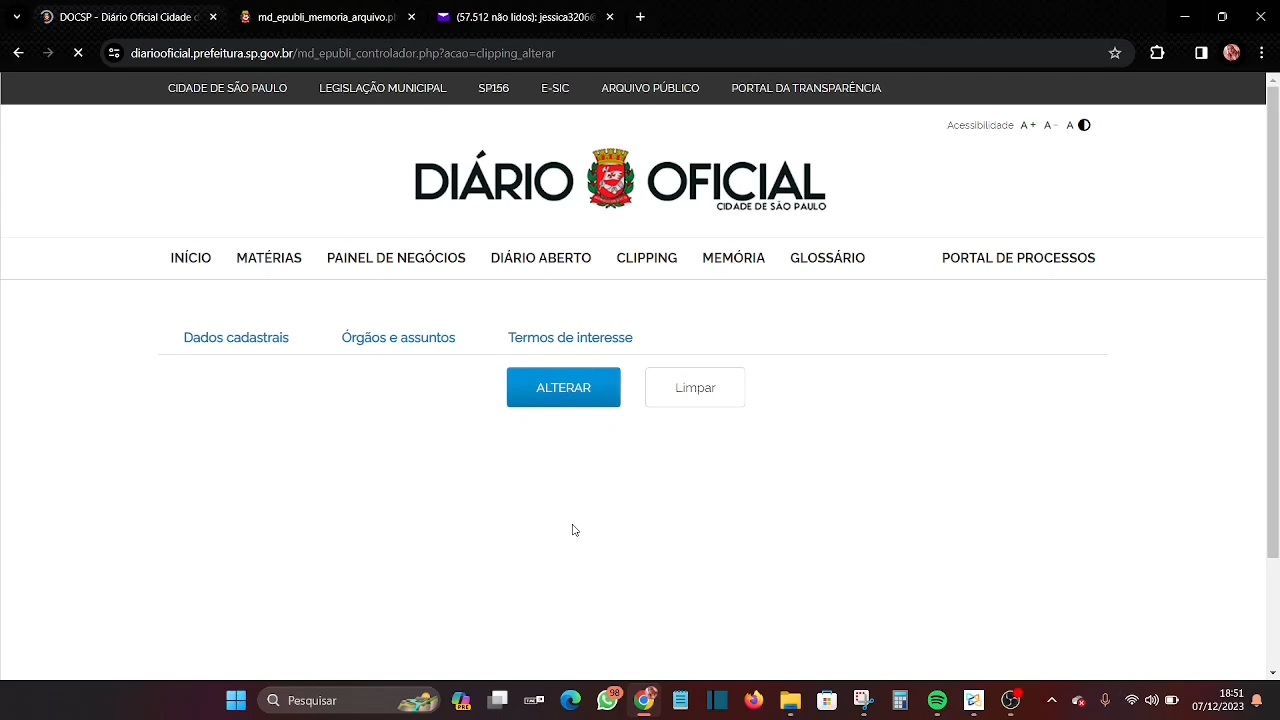 DOCSP - Diário Oficial Cidade d
md_epubli_memoria_arquivo.ph
(57.512 não lidos): jessica3206@
diariooficial.prefeitura.sp.gov.br/md_epubli_controlador.php?acao=clipping_alterar
CIDADE DE SÃO PAULO LEGISLAÇÃO MUNICIPAL SP156 E-SIC ARQUIVO PÚBLICO PORTAL DA TRANSPARÊNCIA
Acessibilidade A+ A- A
DIÁRIO OFICIAL
CIDADE DE SÃO PAULO
INÍCIO MATÉRIAS PAINEL DE NEGÓCIOS DIÁRIO ABERTO CLIPPING MEMÓRIA GLOSSÁRIO PORTAL DE PROCESSOS
Dados cadastrais Órgãos e assuntos Termos de interesse
ALTERAR Limpar
Pesquisar
PRE
98
18:51
07/12/2023